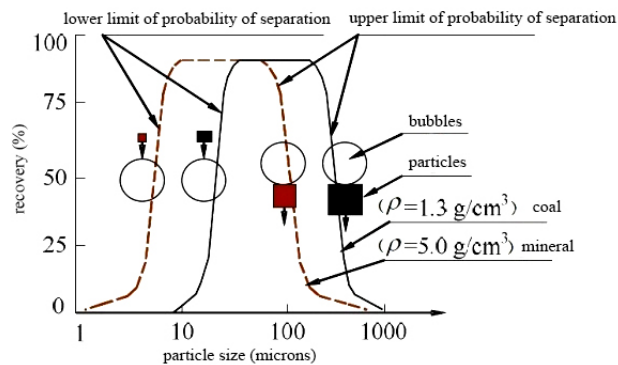 lower limit of probability of separation
upper limit of probability of separation
100
75
50
25
0
recovery (%)
bubbles
particles
(ρ=1.3 g/cm³) coal
(ρ=5.0 g/cm³) mineral
1
10
100
1000
particle size (microns)